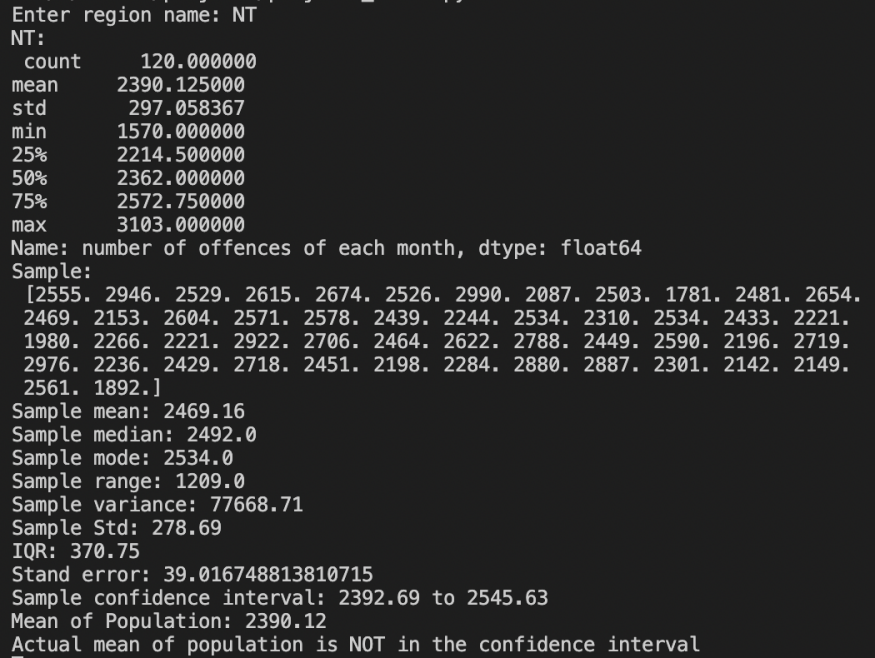 Enter region name: NT
NT:
 count     120.000000
mean     2390.125000
std       297.058367
min      1570.000000
25%      2214.500000
50%      2362.000000
75%      2572.750000
max      3103.000000
Name: number of offences of each month, dtype: float64
Sample:
 [2555. 2946. 2529. 2615. 2674. 2526. 2990. 2087. 2503. 1781. 2481. 2654.
 2469. 2153. 2604. 2571. 2578. 2439. 2244. 2534. 2310. 2534. 2433. 2221.
 1980. 2266. 2221. 2922. 2706. 2464. 2622. 2788. 2449. 2590. 2196. 2719.
 2976. 2236. 2429. 2718. 2451. 2198. 2284. 2880. 2887. 2301. 2142. 2149.
 2561. 1892.]
Sample mean: 2469.16
Sample median: 2492.0
Sample mode: 2534.0
Sample range: 1209.0
Sample variance: 77668.71
Sample Std: 278.69
IQR: 370.75
Stand error: 39.016748813810715
Sample confidence interval: 2392.69 to 2545.63
Mean of Population: 2390.12
Actual mean of population is NOT in the confidence interval